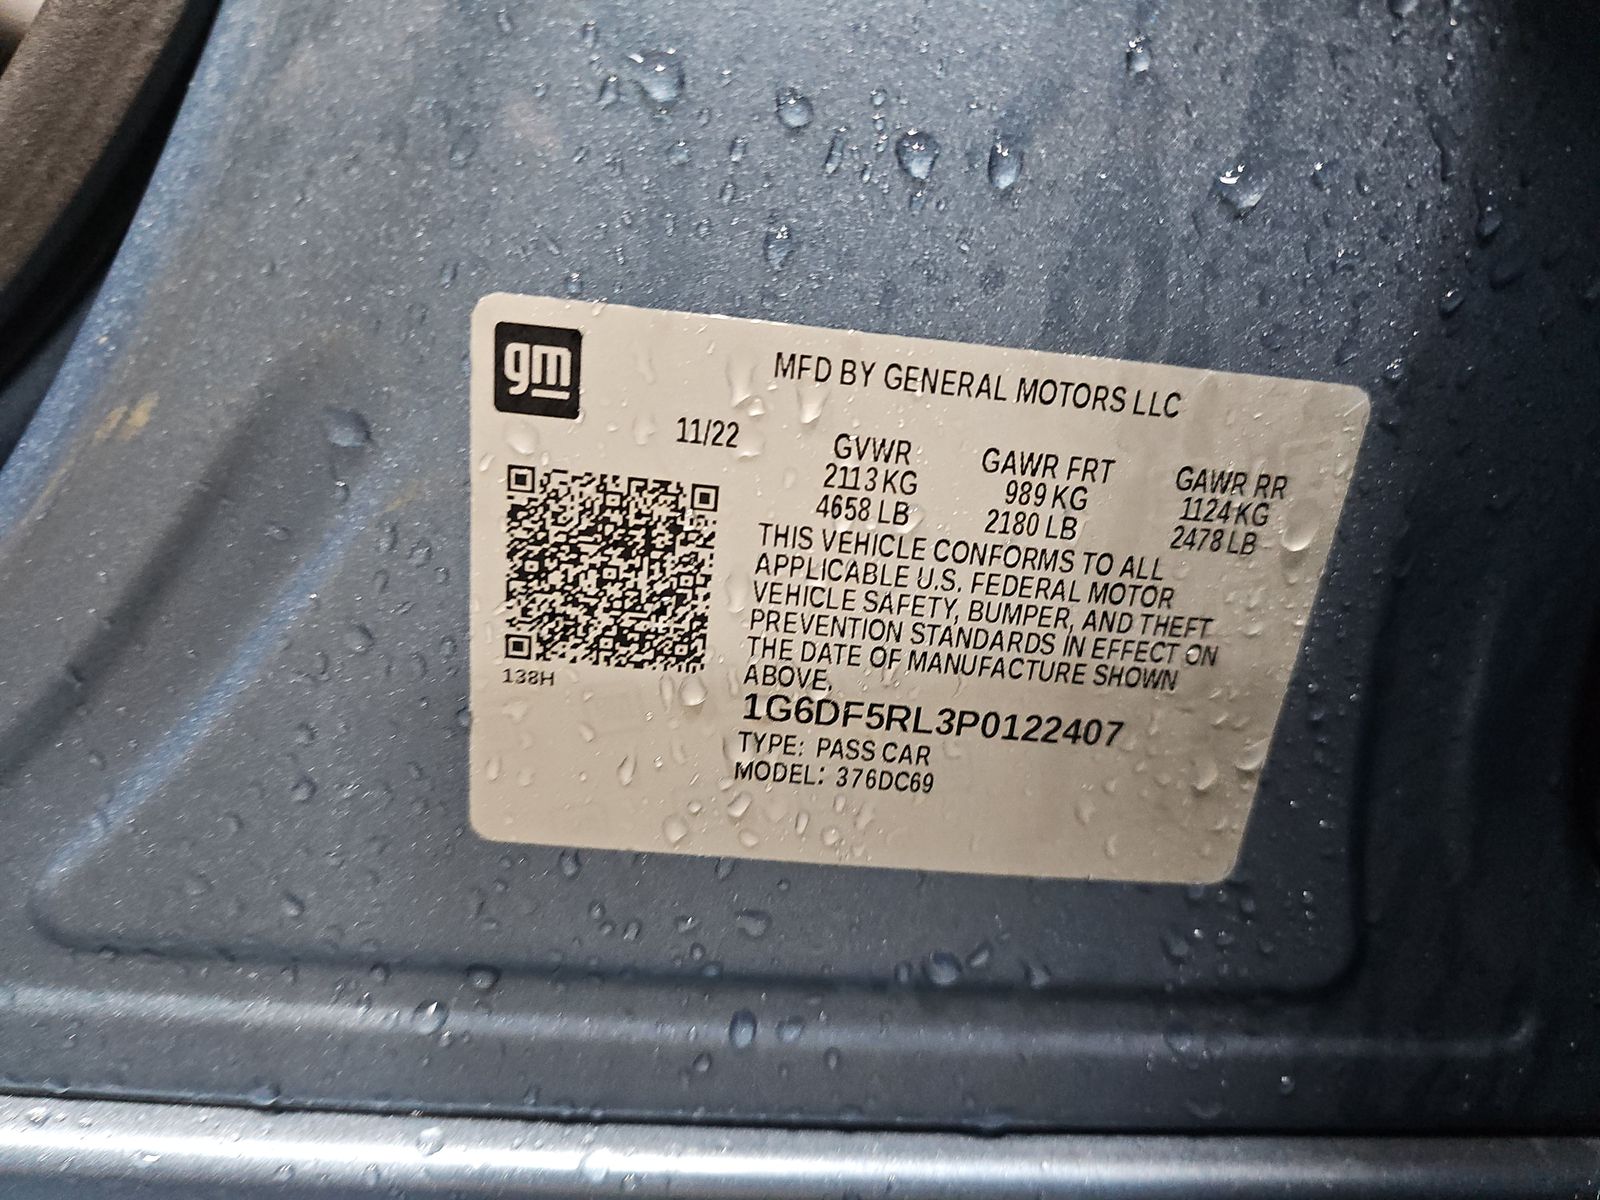 gm
MFD BY GENERAL MOTORS LLC
11/22
GVWR
2113 KG
4658 LB
GAWR FRT
989 KG
2180 LB
GAWR RR
1124 KG
2478 LB
THIS VEHICLE CONFORMS TO ALL
APPLICABLE U.S. FEDERAL MOTOR
VEHICLE SAFETY, BUMPER, AND THEFT
PREVENTION STANDARDS IN EFFECT ON
THE DATE OF MANUFACTURE SHOWN
ABOVE.
138H
1G6DF5RL3P0122407
TYPE: PASS CAR
MODEL: 376DC69